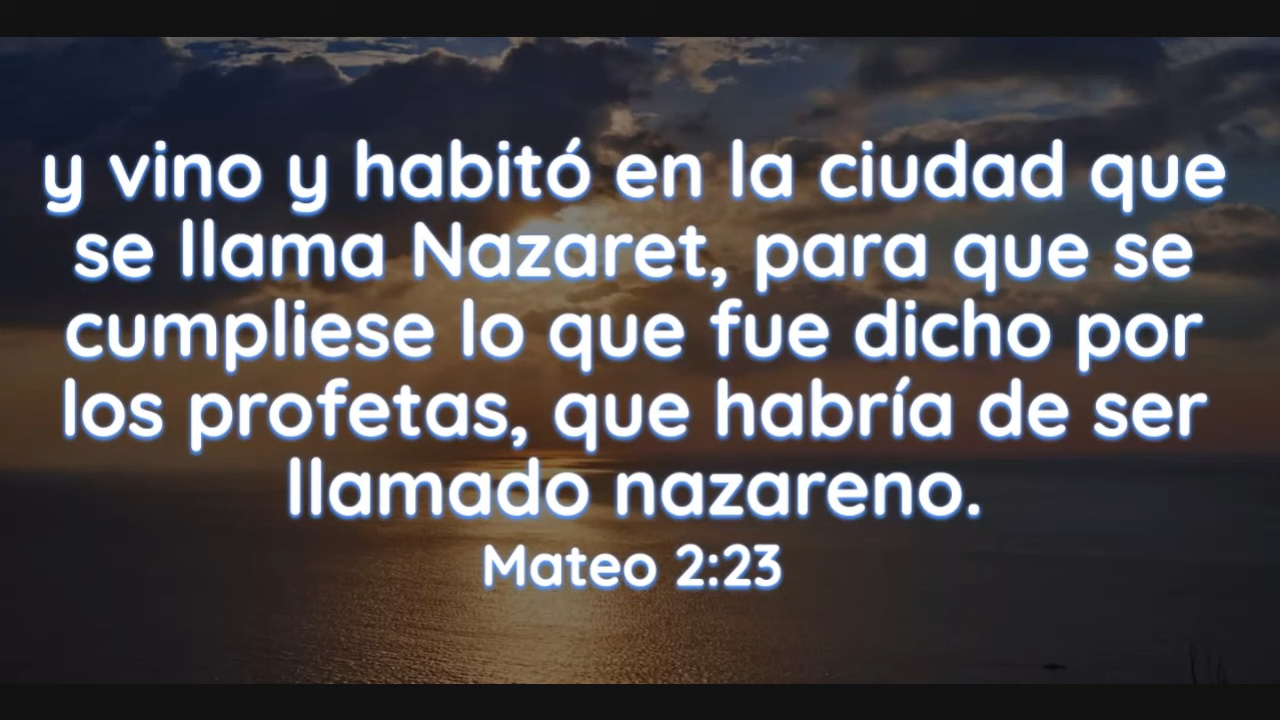 y vino y habitó en la ciudad que
se llama Nazaret, para que se
cumpliese lo que fue dicho por
los profetas, que habría de ser
llamado nazareno.
Mateo 2:23